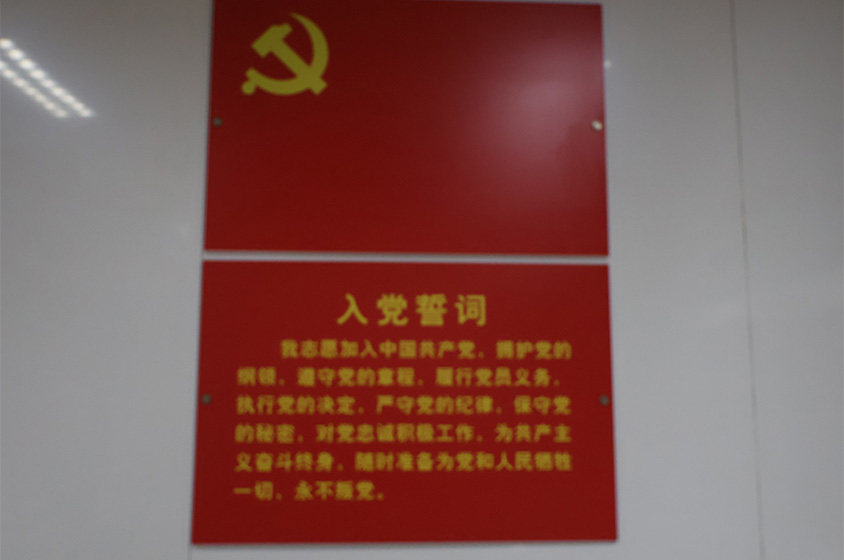 入党誓词
我志愿加入中国共产党，拥护党的
纲领，遵守党的章程，履行党员义务，
执行党的决定，严守党的纪律，保守党
的秘密，对党忠诚积极工作，为共产主
义奋斗终身，随时准备为党和人民牺牲
一切，永不叛党。